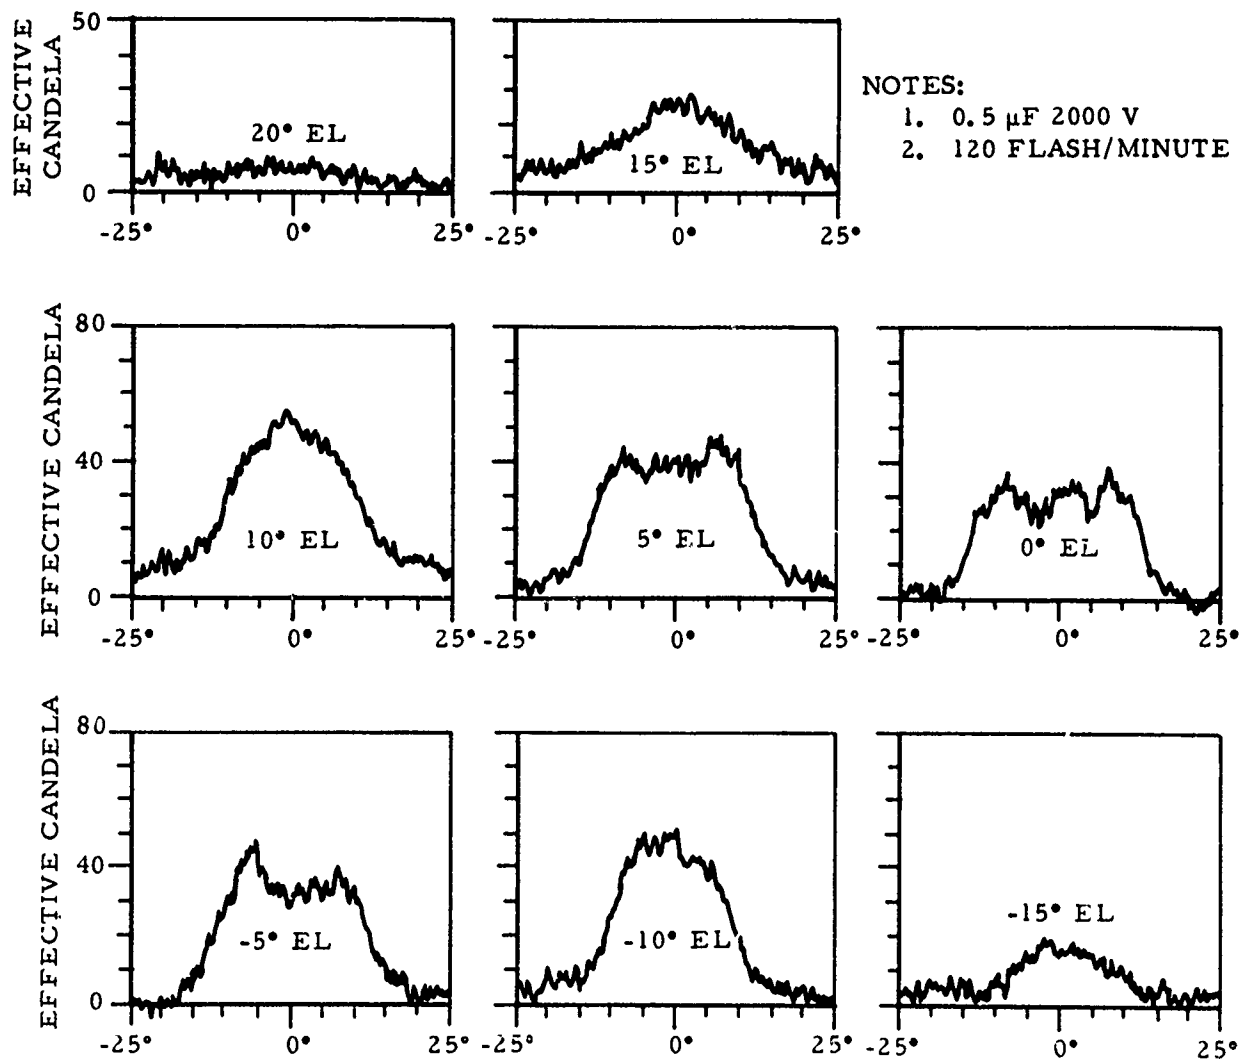 EFFECTIVE
CANDELA
50
0
20° EL
-25° 0° 25°
15° EL
-25° 0° 25°
NOTES:
1. 0.5 µF 2000 V
2. 120 FLASH/MINUTE
EFFECTIVE CANDELA
80
40
0
10° EL
-25° 0° 25°
5° EL
-25° 0° 25°
0° EL
-25° 0° 25°
EFFECTIVE CANDELA
80
40
0
-5° EL
-25° 0° 25°
-10° EL
-25° 0° 25°
-15° EL
-25° 0° 25°